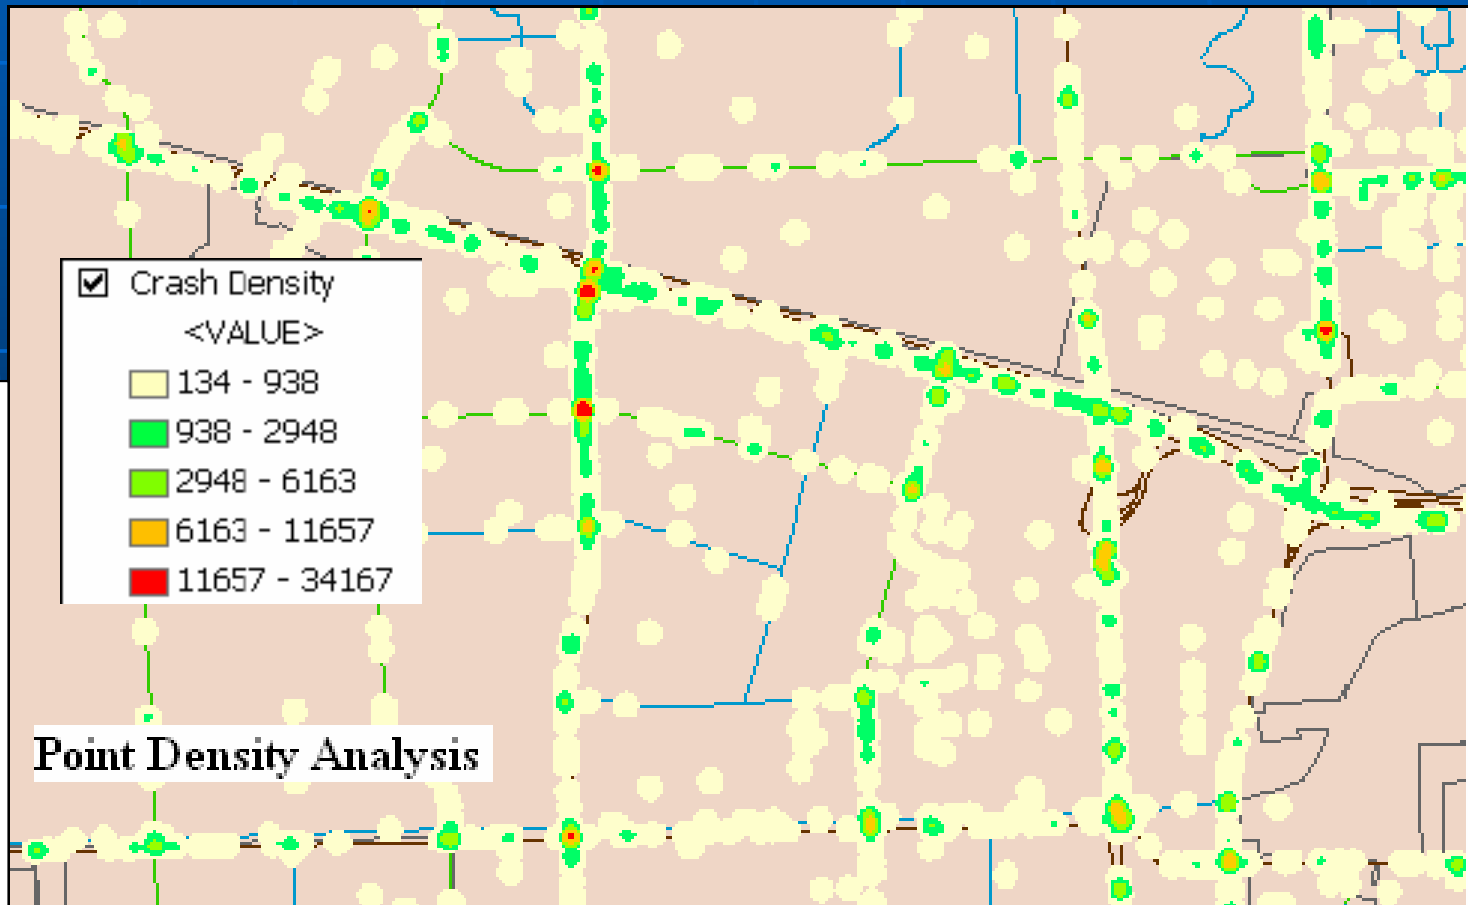 Crash Density
<VALUE>
134 - 938
938 - 2948
2948 - 6163
6163 - 11657
11657 - 34167
Point Density Analysis